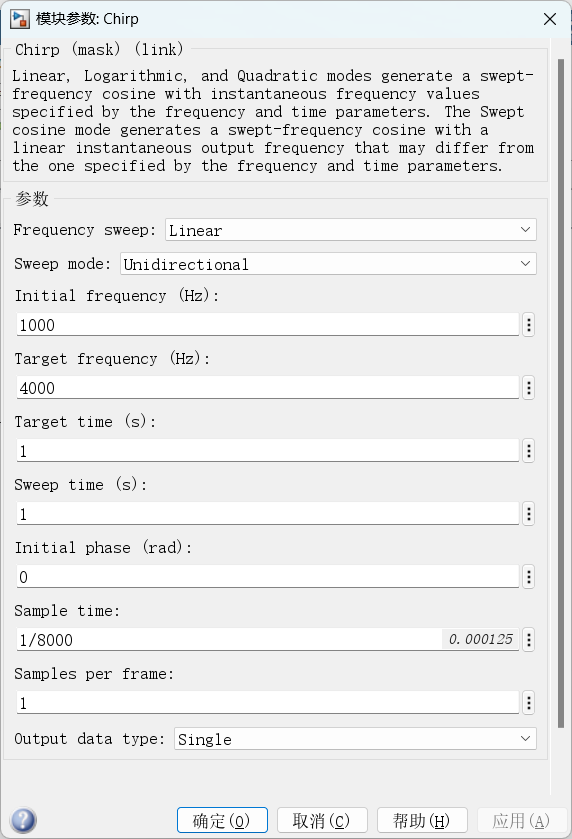 模块参数: Chirp
Chirp (mask) (link)
Linear, Logarithmic, and Quadratic modes generate a swept-
frequency cosine with instantaneous frequency values
specified by the frequency and time parameters. The Swept
cosine mode generates a swept-frequency cosine with a
linear instantaneous output frequency that may differ from
the one specified by the frequency and time parameters.
参数
Frequency sweep: Linear
Sweep mode: Unidirectional
Initial frequency (Hz):
1000
Target frequency (Hz):
4000
Target time (s):
1
Sweep time (s):
1
Initial phase (rad):
0
Sample time:
1/8000 0.000125
Samples per frame:
1
Output data type: Single
? 确定(O) 取消(C) 帮助(H) 应用(A)